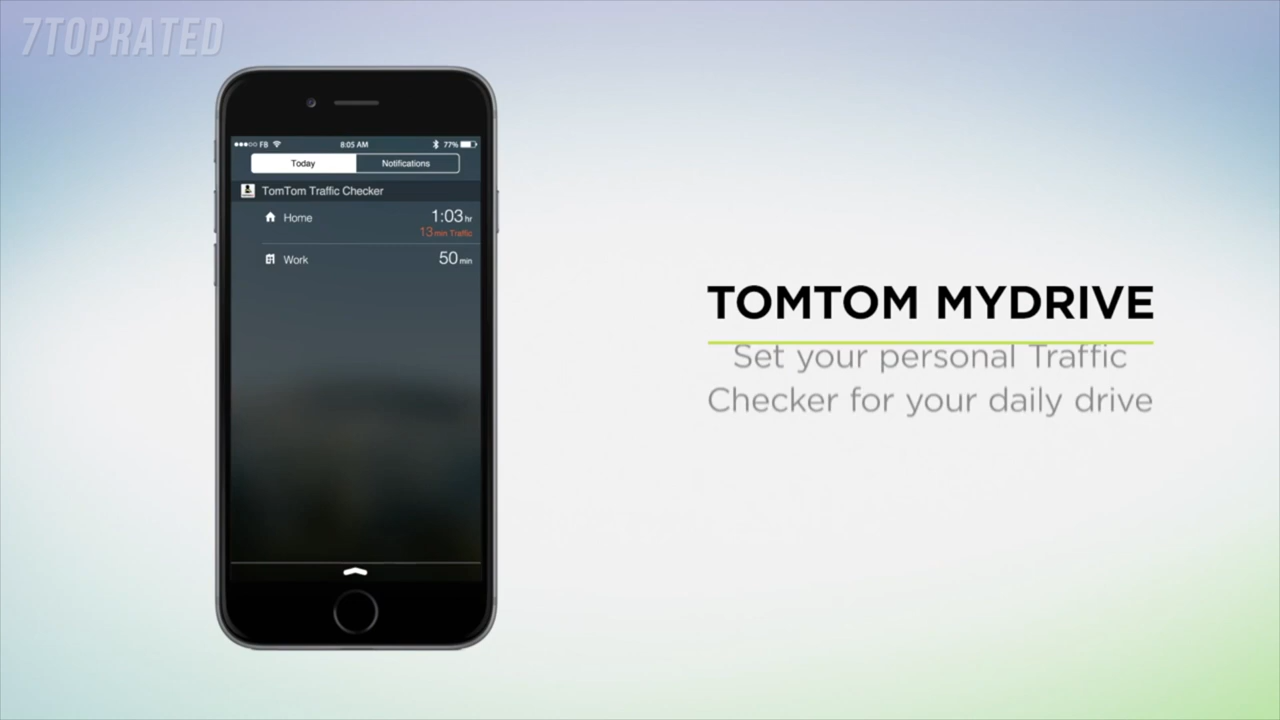 7TOPRATED
FB 8:05 AM 77%
Today Notifications
TomTom Traffic Checker
Home 1:03 hr
13 min Traffic
Work 50 min
TOMTOM MYDRIVE
Set your personal Traffic
Checker for your daily drive